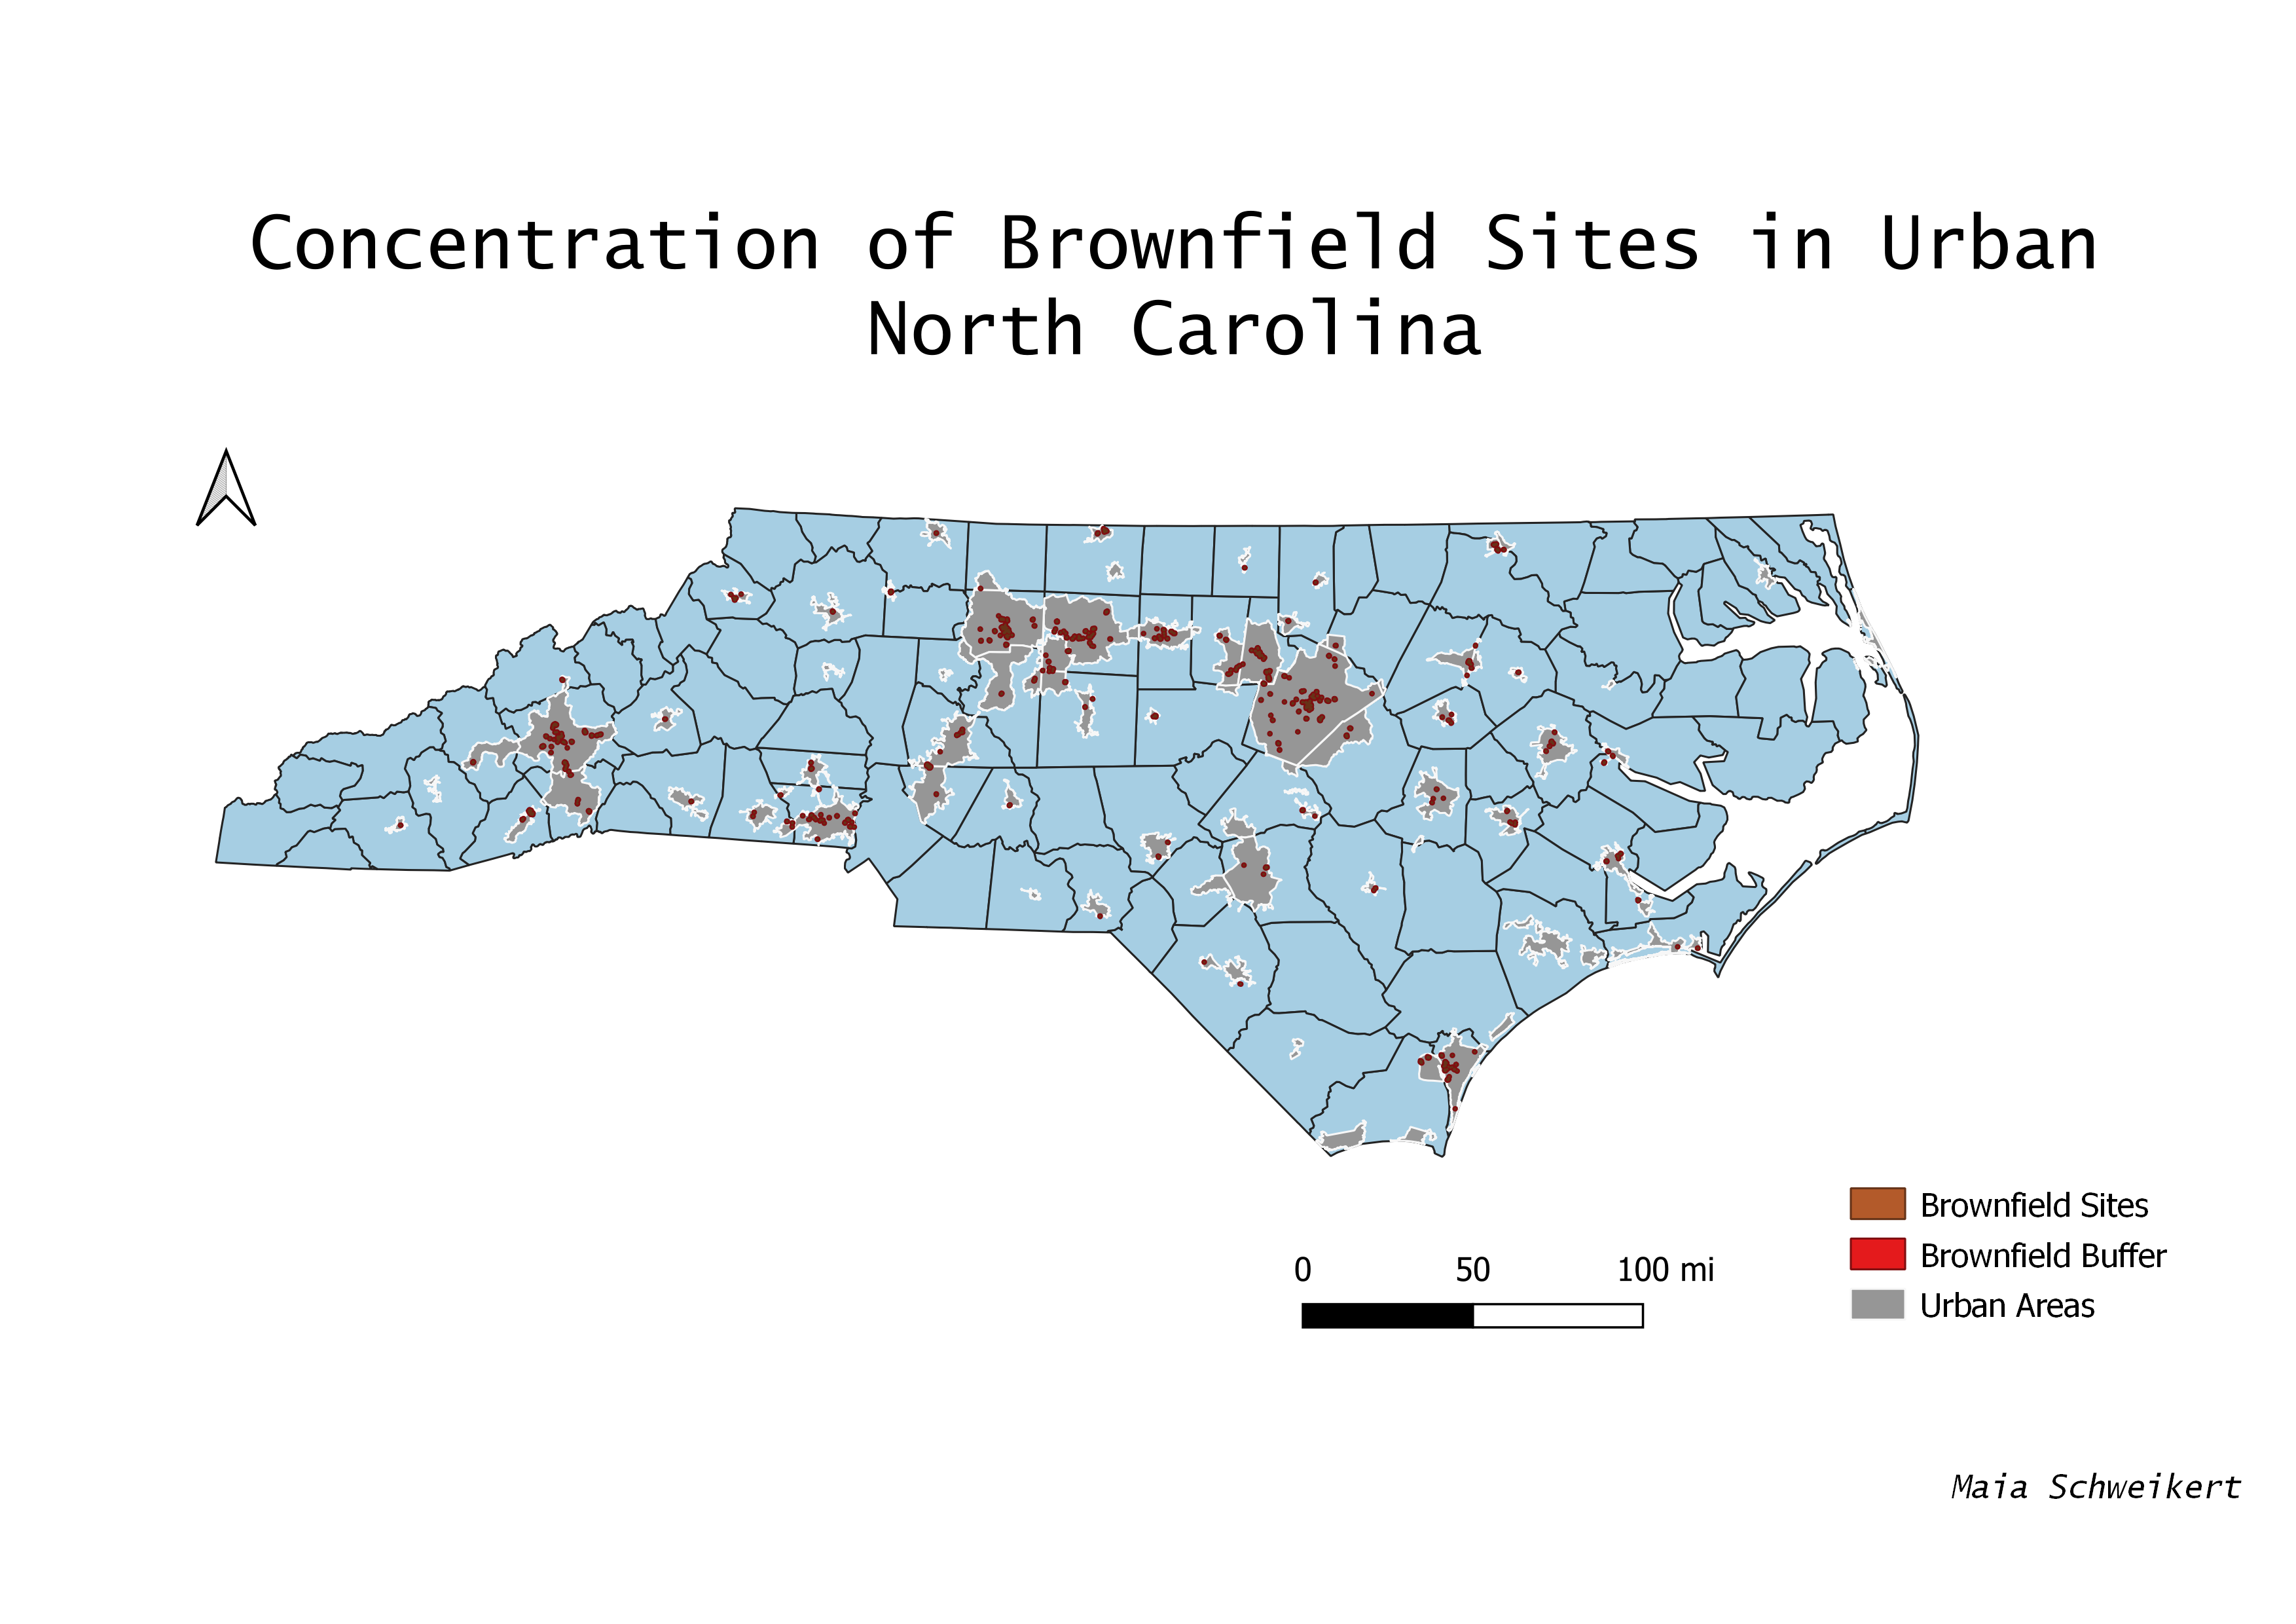 Concentration of Brownfield Sites in Urban
North Carolina
Brownfield Sites
0 50 100 mi
Brownfield Buffer
Urban Areas
Maia Schweikert